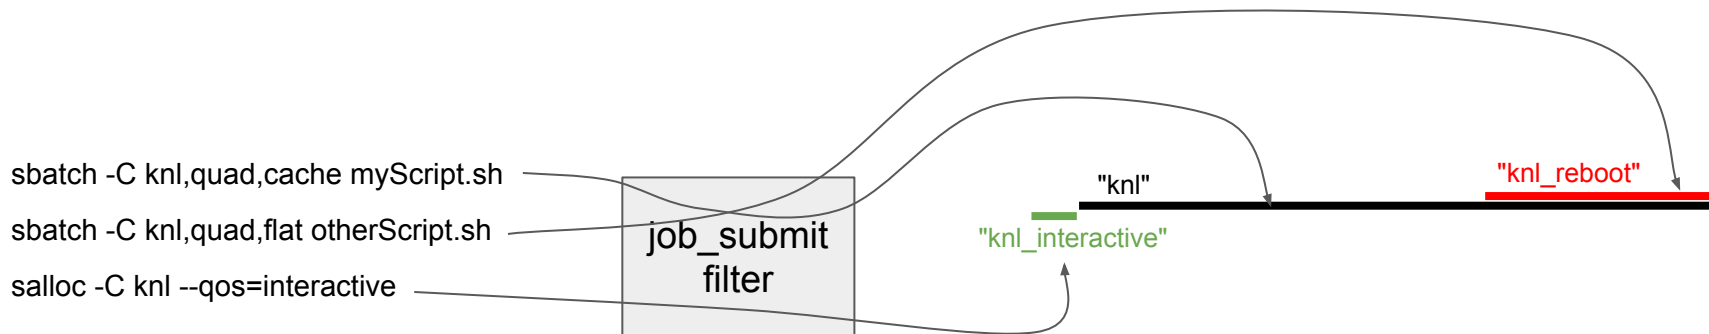 sbatch -C knl,quad,cache myScript.sh
sbatch -C knl,quad,flat otherScript.sh
salloc -C knl --qos=interactive
job_submit
filter
"knl"
"knl_reboot"
"knl_interactive"